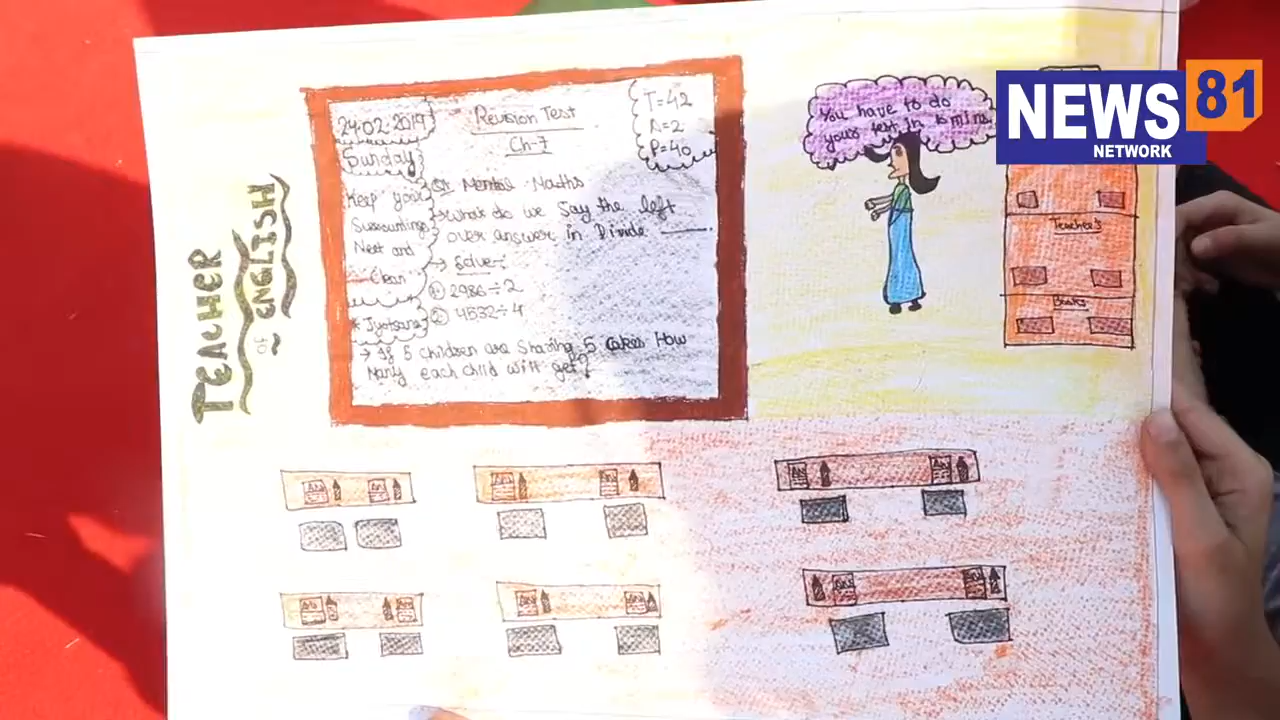 NEWS 81
NETWORK
TEACHER
ENGLISH
24.02.2019
Sunday
Keep your
Surroundings
Neet and
Clean
* Jyotsana
Revision Test
Ch-7
T=42
A=2
P=40
Mental Maths
→ What do we say the left
over answer in Divide ____.
→ Solve:-
2986÷2
4532÷4
→ If 5 children are Sharing 5 cakes How
Many each child will get?
You have to do
your test in 15 mins
Teacher's
Books